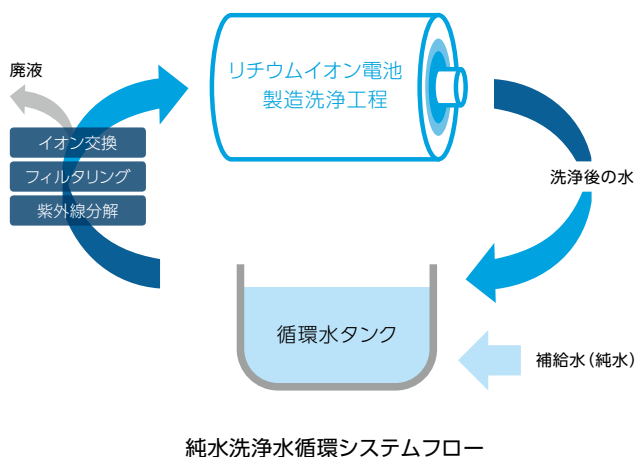 リチウムイオン電池
製造洗浄工程
廃液
イオン交換
フィルタリング
紫外線分解
洗浄後の水
循環水タンク
補給水（純水）
純水洗浄水循環システムフロー